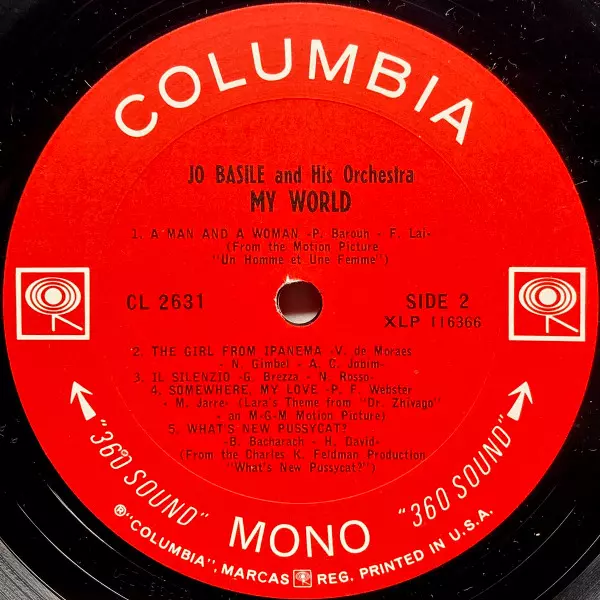 COLUMBIA
JO BASILE and His Orchestra
MY WORLD
1. A MAN AND A WOMAN -P. Barouh - F. Lai-
(From the Motion Picture
"Un Homme et Une Femme")
CL 2631
SIDE 2
XLP 116366
2. THE GIRL FROM IPANEMA -V. de Moraes
- N. Gimbel - A. C. Jobim-
3. IL SILENZIO -G. Brezza - N. Rosso-
4. SOMEWHERE, MY LOVE - P. F. Webster
- M. Jarre- (Lara's Theme from "Dr. Zhivago"
- an M-G-M Motion Picture)
5. WHAT'S NEW PUSSYCAT?
-B. Bacharach - H. David-
(From the Charles K. Feldman Production
"What's New Pussycat?")
"360 SOUND"
MONO
"360 SOUND"
®"COLUMBIA", MARCAS REG. PRINTED IN U.S.A.